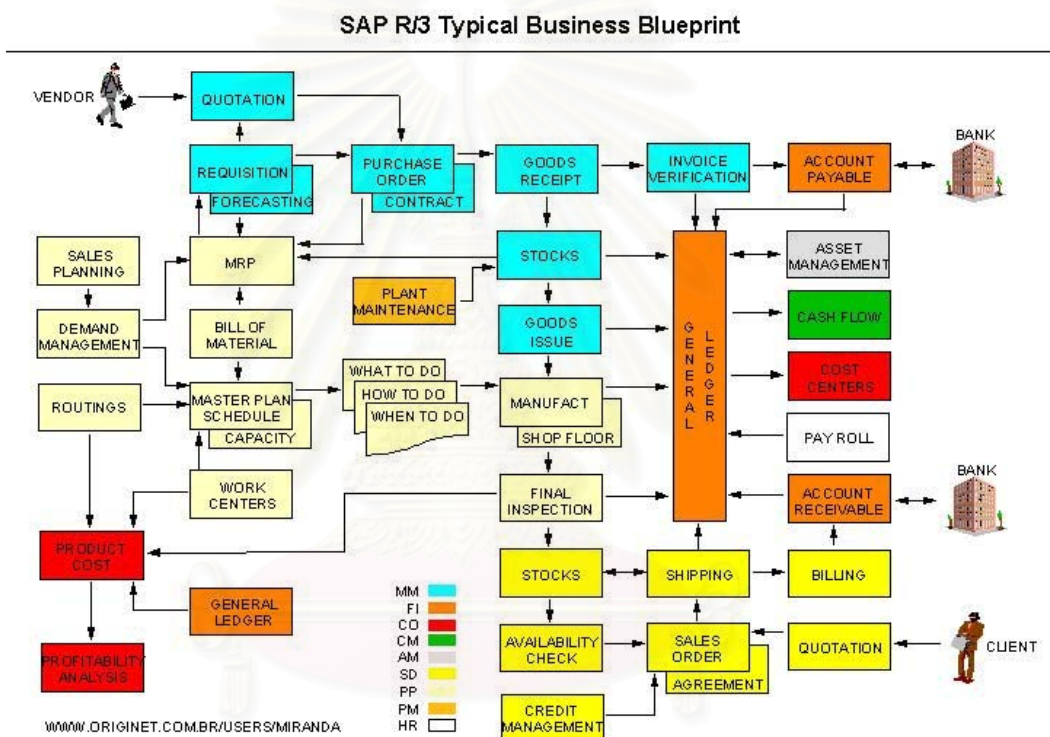 SAP R/3 Typical Business Blueprint
VENDOR
QUOTATION
BANK
REQUISITION
FORECASTING
PURCHASE
ORDER
CONTRACT
GOODS
RECEIPT
INVOICE
VERIFICATION
ACCOUNT
PAYABLE
SALES
PLANNING
MRP
STOCKS
ASSET
MANAGEMENT
PLANT
MAINTENANCE
DEMAND
MANAGEMENT
BILL OF
MATERIAL
GOODS
ISSUE
GENERAL
LEDGER
CASH FLOW
WHAT TO DO
HOW TO DO
WHEN TO DO
COST
CENTERS
ROUTINGS
MASTER PLAN
SCHEDULE
CAPACITY
MANUFACT
SHOP FLOOR
PAY ROLL
WORK
CENTERS
FINAL
INSPECTION
ACCOUNT
RECEIVABLE
BANK
PRODUCT
COST
STOCKS
SHIPPING
BILLING
GENERAL
LEDGER
AVAILABILITY
CHECK
SALES
ORDER
AGREEMENT
QUOTATION
CLIENT
PROFITABILITY
ANALYSIS
CREDIT
MANAGEMENT
MM
FI
CO
CM
AM
SD
PP
PM
HR
WWW.ORIGINET.COM.BR/USERS/MIRANDA